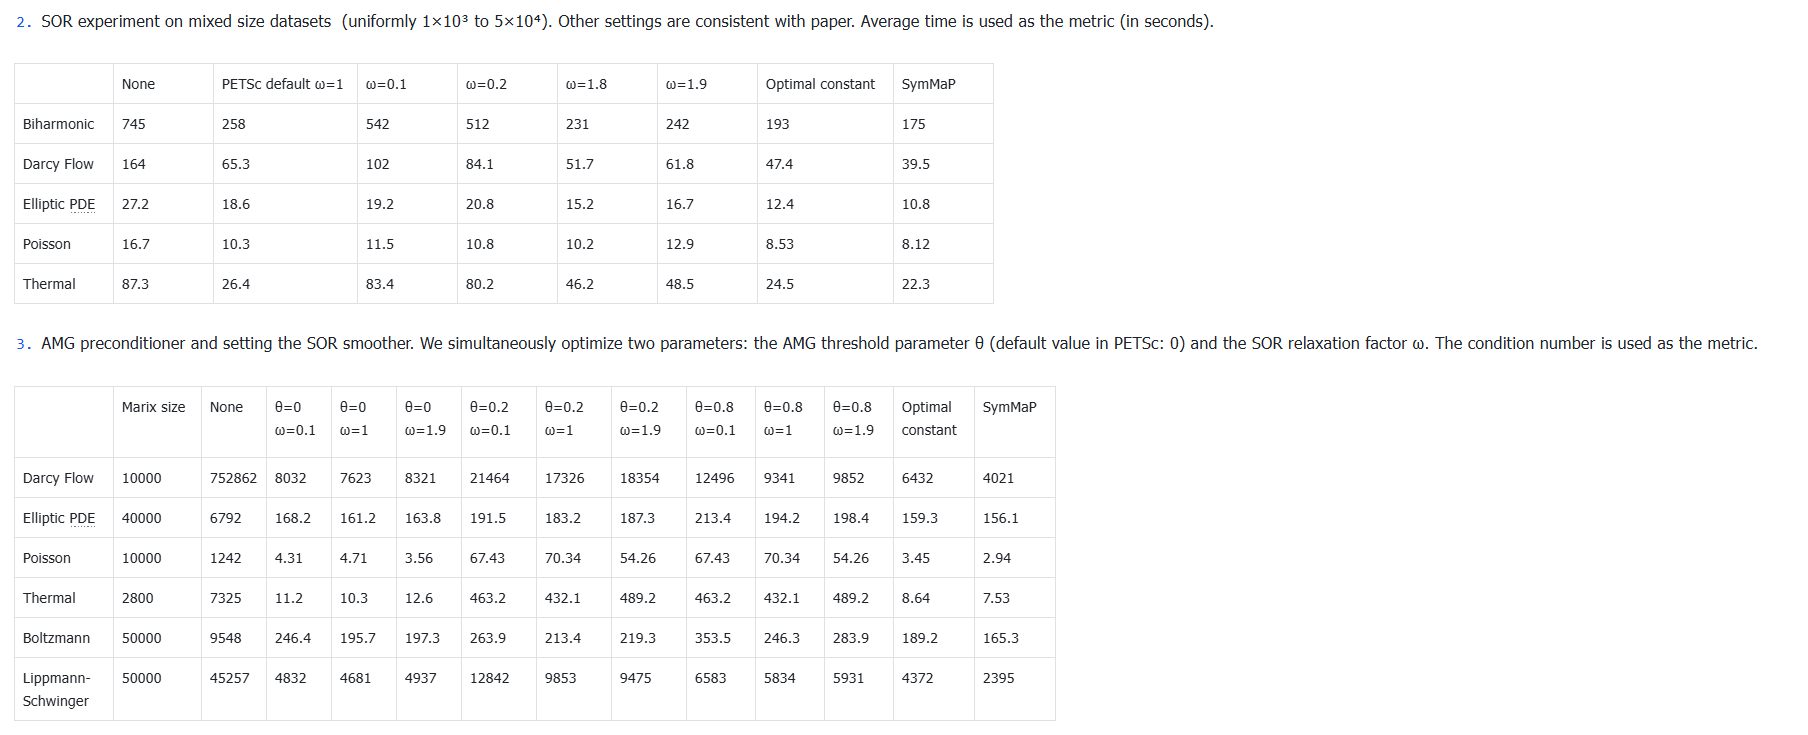 2. SOR experiment on mixed size datasets (uniformly 1×10³ to 5×10⁴). Other settings are consistent with paper. Average time is used as the metric (in seconds).
None PETSc default ω=1 ω=0.1 ω=0.2 ω=1.8 ω=1.9 Optimal constant SymMaP
Biharmonic 745 258 542 512 231 242 193 175
Darcy Flow 164 65.3 102 84.1 51.7 61.8 47.4 39.5
Elliptic PDE 27.2 18.6 19.2 20.8 15.2 16.7 12.4 10.8
Poisson 16.7 10.3 11.5 10.8 10.2 12.9 8.53 8.12
Thermal 87.3 26.4 83.4 80.2 46.2 48.5 24.5 22.3
3. AMG preconditioner and setting the SOR smoother. We simultaneously optimize two parameters: the AMG threshold parameter θ (default value in PETSc: 0) and the SOR relaxation factor ω. The condition number is used as the metric.
Marix size None θ=0 θ=0 θ=0 θ=0.2 θ=0.2 θ=0.2 θ=0.8 θ=0.8 θ=0.8 Optimal SymMaP
ω=0.1 ω=1 ω=1.9 ω=0.1 ω=1 ω=1.9 ω=0.1 ω=1 ω=1.9 constant
Darcy Flow 10000 752862 8032 7623 8321 21464 17326 18354 12496 9341 9852 6432 4021
Elliptic PDE 40000 6792 168.2 161.2 163.8 191.5 183.2 187.3 213.4 194.2 198.4 159.3 156.1
Poisson 10000 1242 4.31 4.71 3.56 67.43 70.34 54.26 67.43 70.34 54.26 3.45 2.94
Thermal 2800 7325 11.2 10.3 12.6 463.2 432.1 489.2 463.2 432.1 489.2 8.64 7.53
Boltzmann 50000 9548 246.4 195.7 197.3 263.9 213.4 219.3 353.5 246.3 283.9 189.2 165.3
Lippmann- 50000 45257 4832 4681 4937 12842 9853 9475 6583 5834 5931 4372 2395
Schwinger